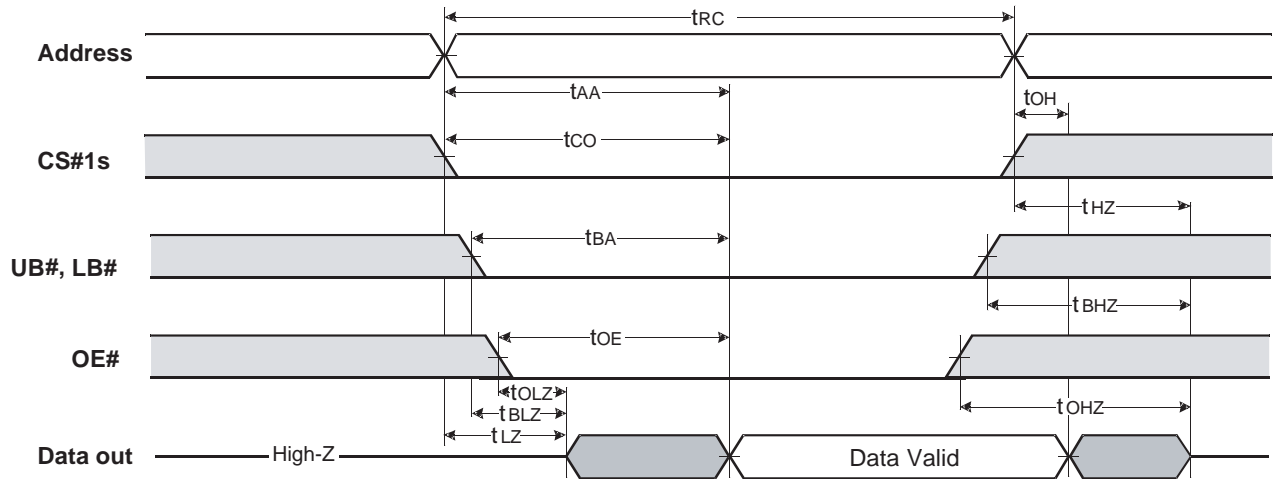 tRC
Address
tAA
tOH
tCO
CS#1s
tHZ
tBA
UB#, LB#
tBHZ
tOE
OE#
tOLZ
tBLZ
tOHZ
tLZ
Data out
High-Z
Data Valid